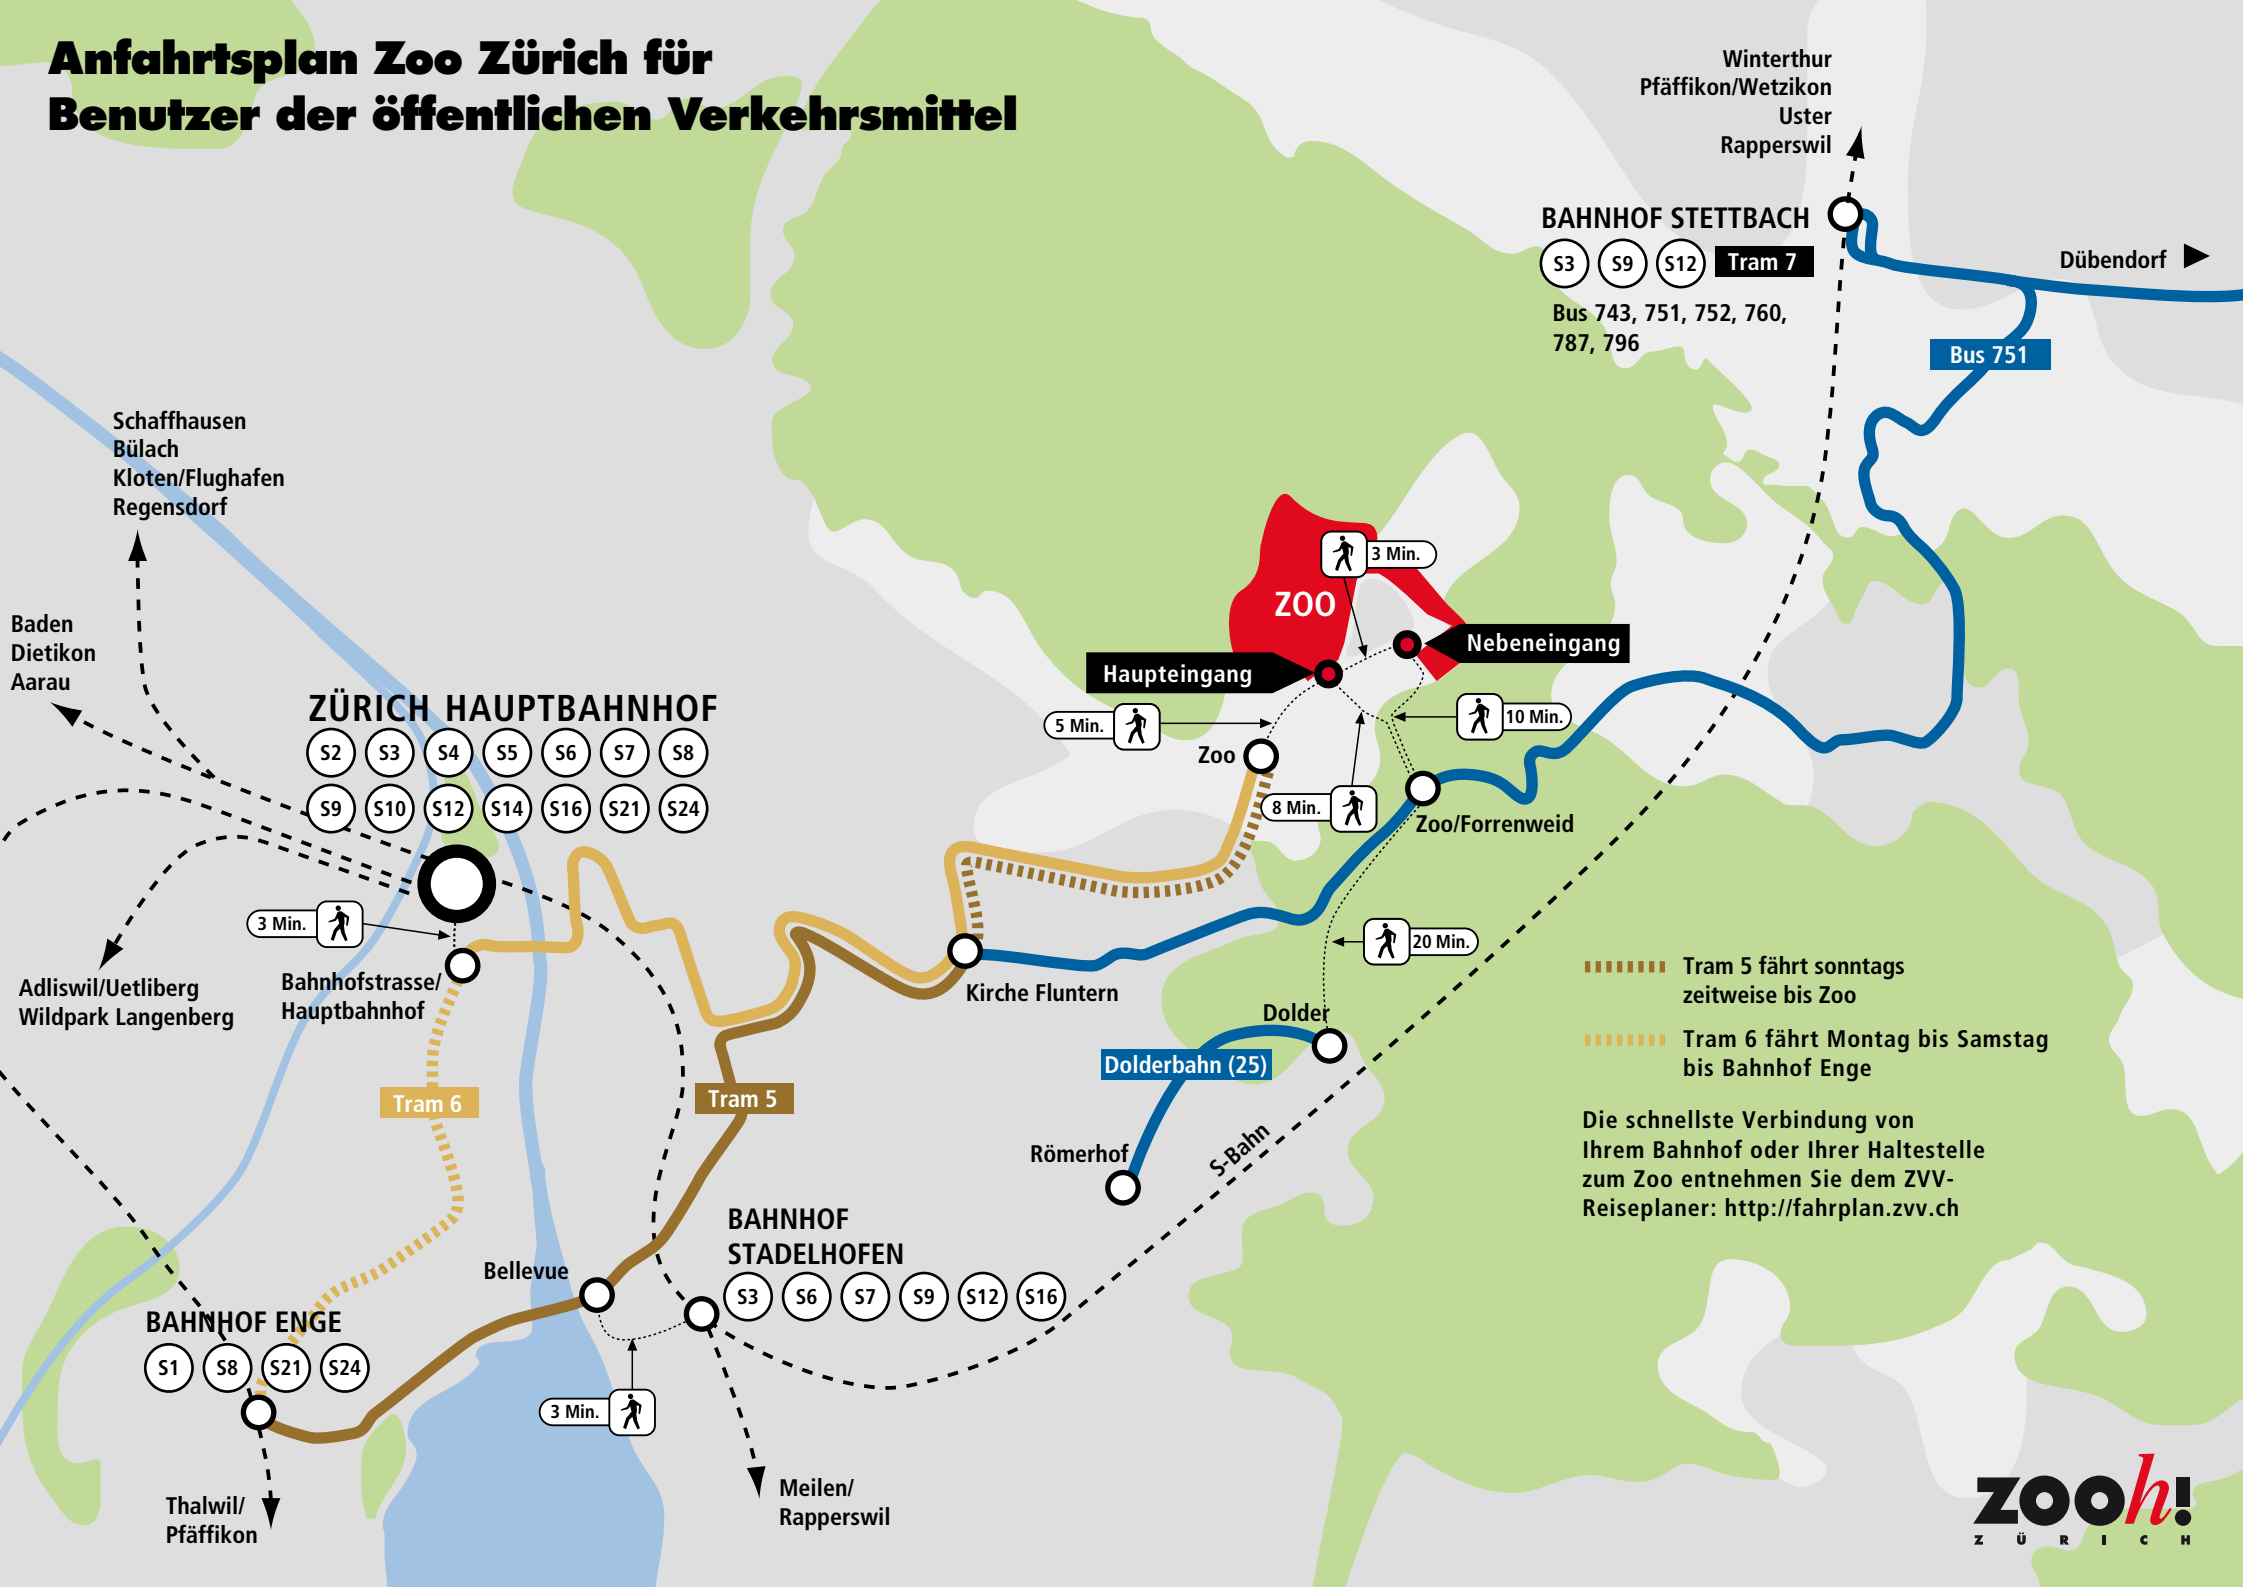 Anfahrtsplan Zoo Zürich für
Benutzer der öffentlichen Verkehrsmittel
Winterthur
Pfäffikon/Wetzikon
Uster
Rapperswil
BAHNHOF STETTBACH
S3 S9 S12 Tram 7
Bus 743, 751, 752, 760,
787, 796
Dübendorf
Bus 751
Schaffhausen
Bülach
Kloten/Flughafen
Regensdorf
Baden
Dietikon
Aarau
ZÜRICH HAUPTBAHNHOF
S2 S3 S4 S5 S6 S7 S8
S9 S10 S12 S14 S16 S21 S24
3 Min.
ZOO
Nebeneingang
Haupteingang
5 Min.
10 Min.
Zoo
8 Min.
Zoo/Forrenweid
3 Min.
20 Min.
Adliswil/Uetliberg
Wildpark Langenberg
Bahnhofstrasse/
Hauptbahnhof
Kirche Fluntern
Dolder
Dolderbahn (25)
Tram 6
Tram 5
Römerhof
S-Bahn
Tram 5 fährt sonntags
zeitweise bis Zoo
Tram 6 fährt Montag bis Samstag
bis Bahnhof Enge
Die schnellste Verbindung von
Ihrem Bahnhof oder Ihrer Haltestelle
zum Zoo entnehmen Sie dem ZVV-
Reiseplaner: http://fahrplan.zvv.ch
BAHNHOF
STADELHOFEN
S3 S6 S7 S9 S12 S16
Bellevue
BAHNHOF ENGE
S1 S8 S21 S24
3 Min.
Thalwil/
Pfäffikon
Meilen/
Rapperswil
zooh!
ZÜRICH